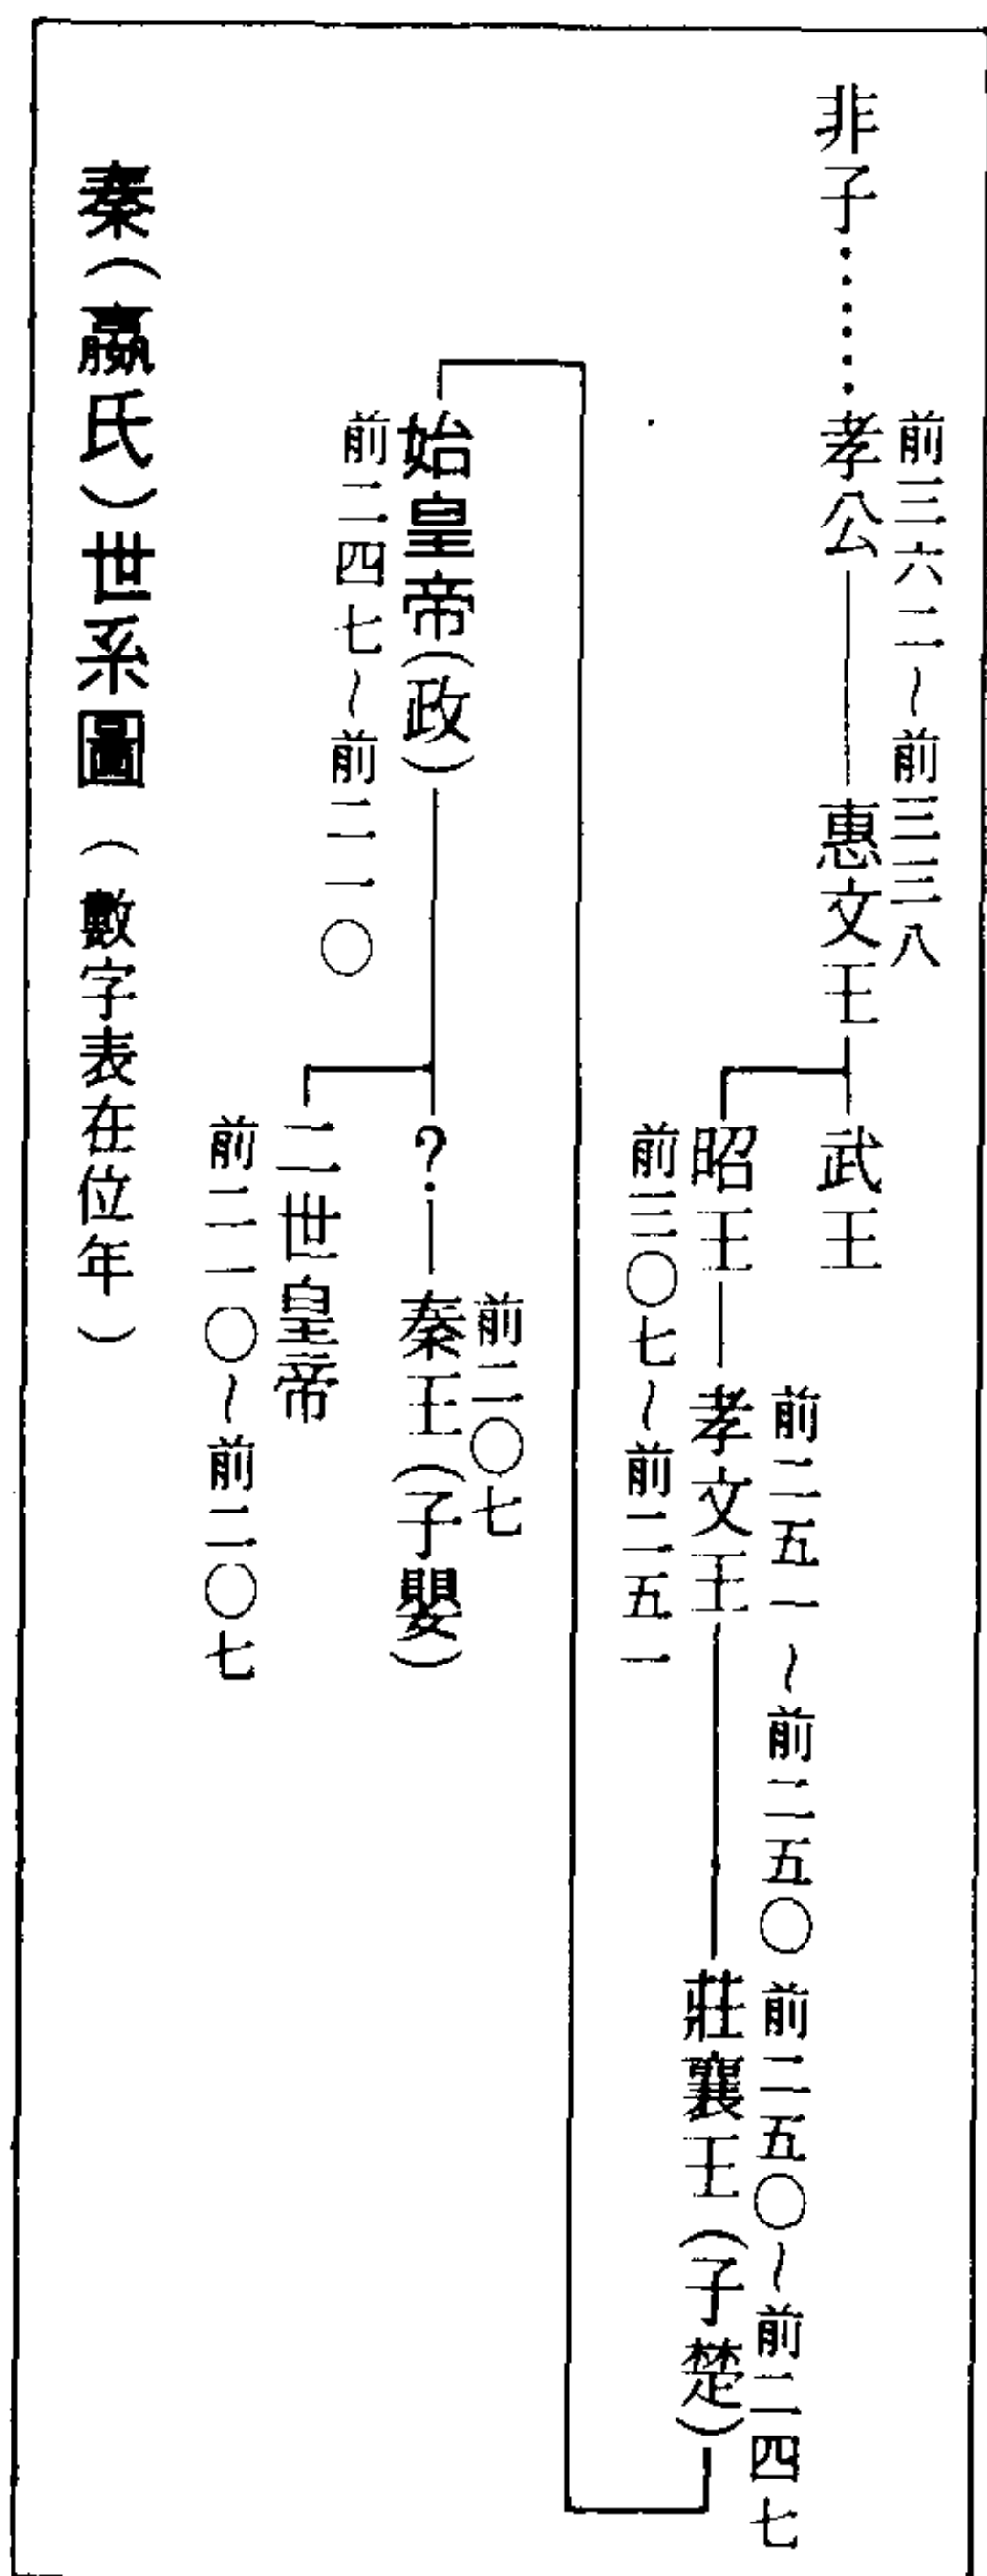 前三六二～前三三八
非子……孝公—惠文王
武王
前二五一～前二五〇
前二五〇～前二四七
昭王—孝文王—莊襄王(子楚)
前三〇七～前二五一
前二〇七
始皇帝(政)
?—秦王(子嬰)
前二四七～前二一〇
二世皇帝
前二一〇～前二〇七
秦(嬴氏)世系圖(數字表在位年)